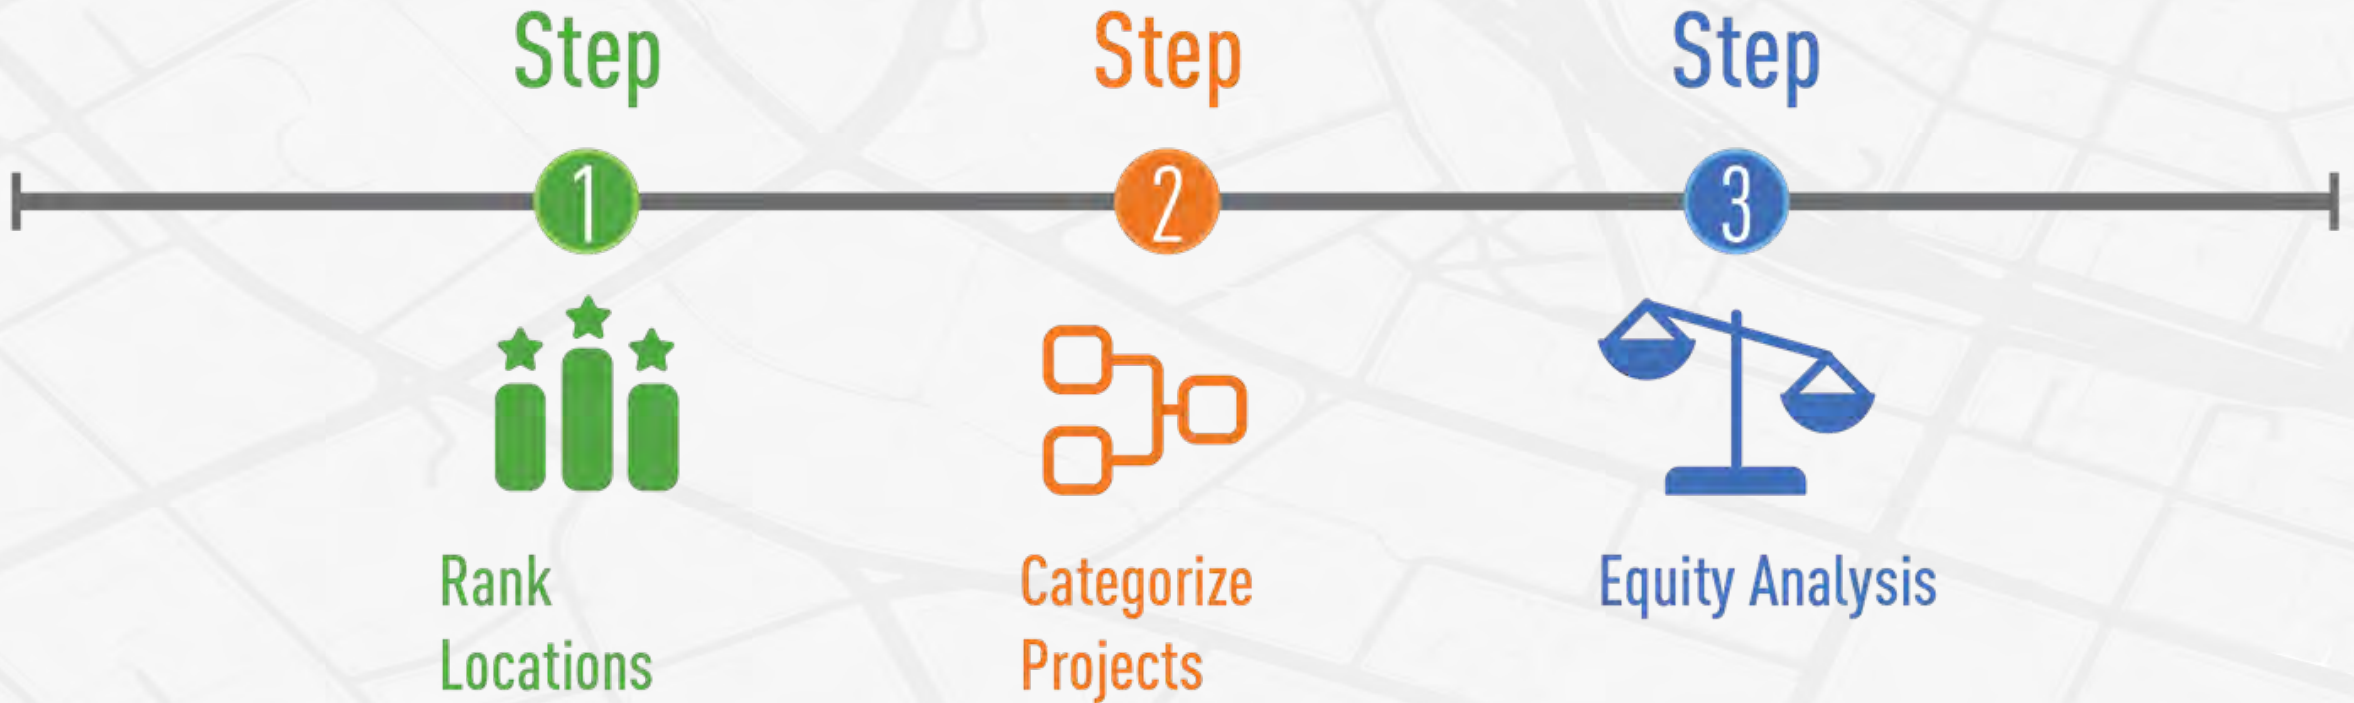 Step
Step
Step
1
2
3
Rank
Locations
Categorize
Projects
Equity Analysis